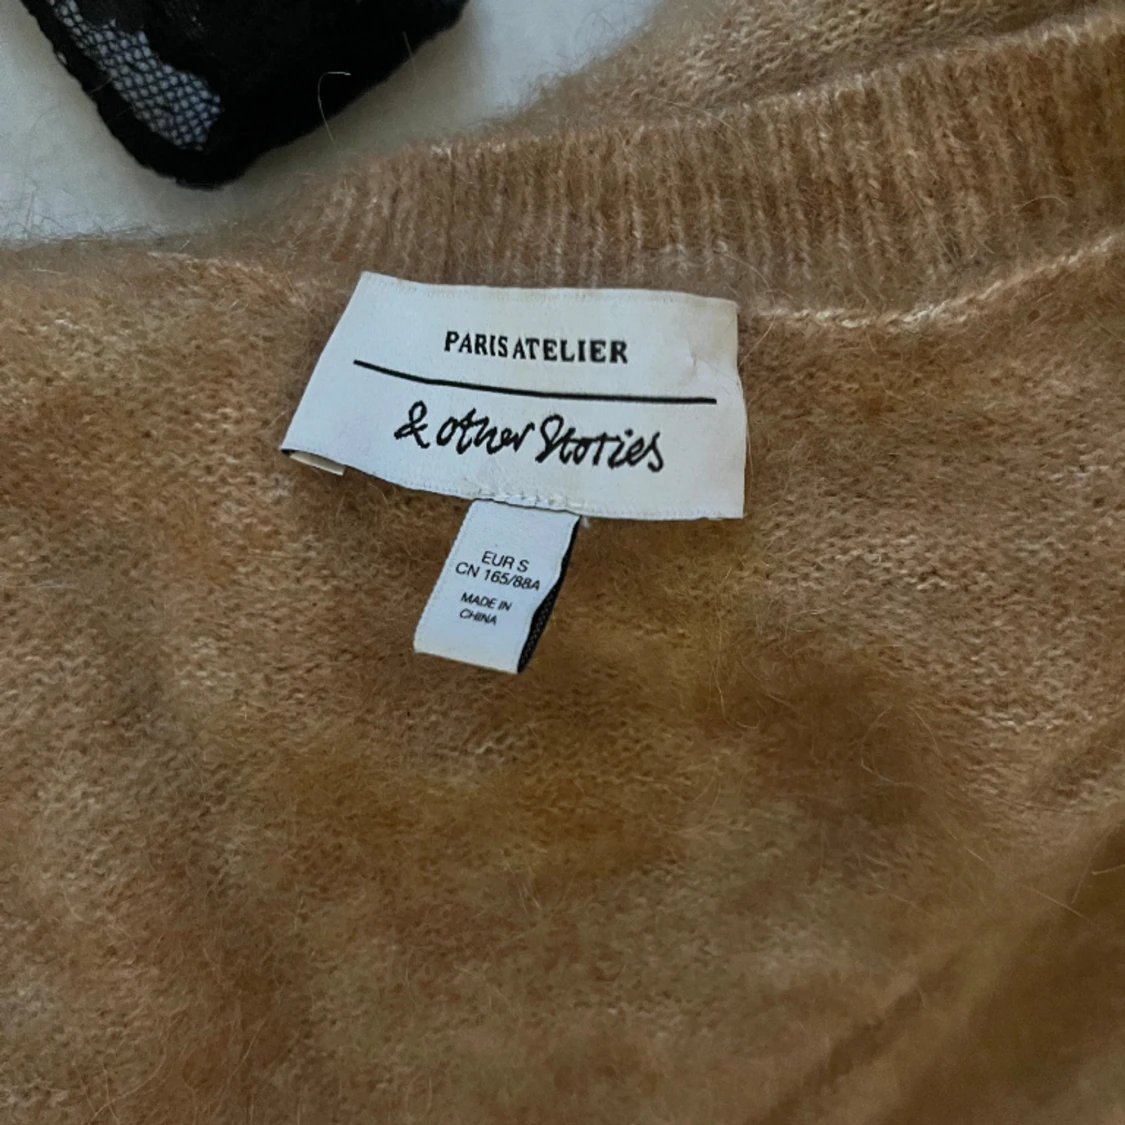 PARIS ATELIER
& other Stories
EUR S
CN 165/88A
MADE IN
CHINA